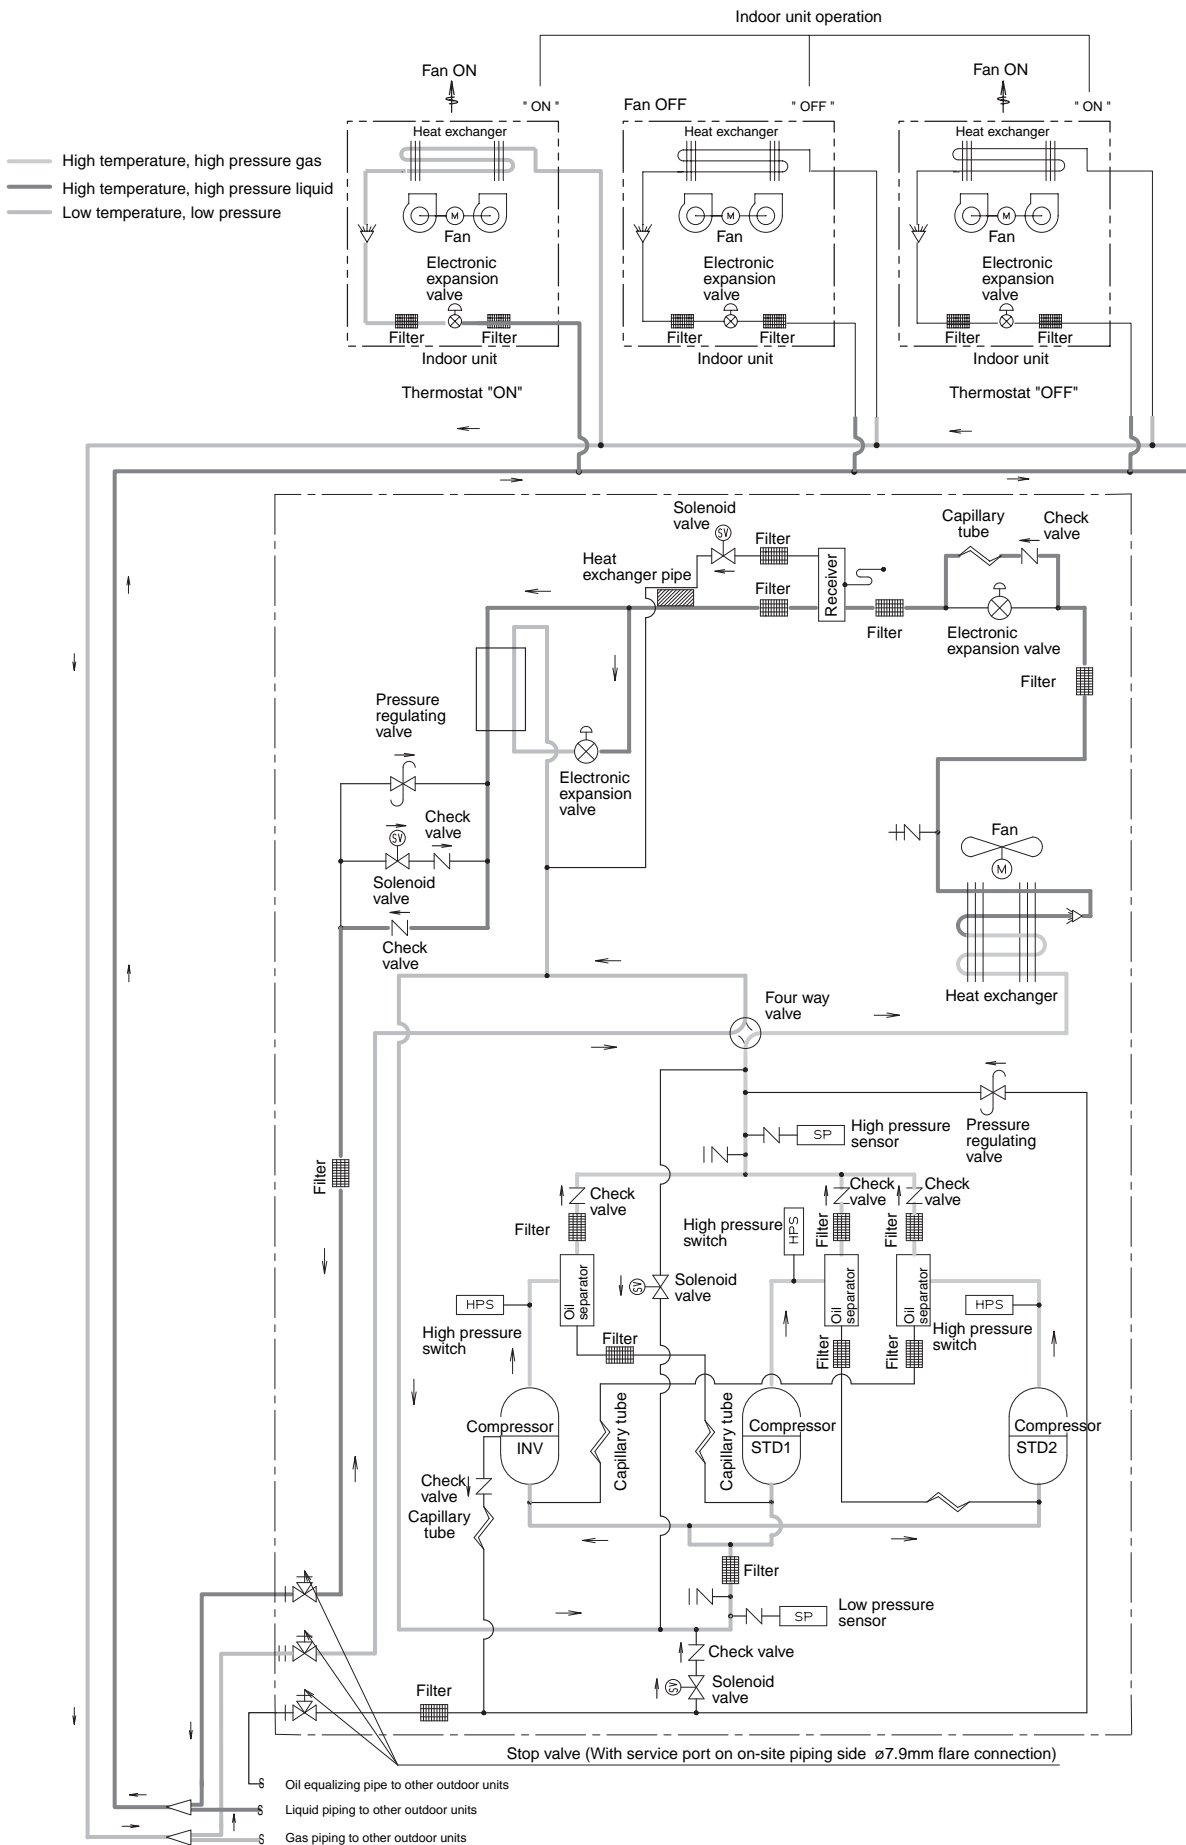 Indoor unit operation
Fan ON
" ON "
Fan OFF
" OFF "
Fan ON
" ON "
High temperature, high pressure gas
High temperature, high pressure liquid
Low temperature, low pressure
Heat exchanger
M
Fan
Electronic
expansion
valve
Filter
Filter
Indoor unit
Thermostat "ON"
Heat exchanger
M
Fan
Electronic
expansion
valve
Filter
Filter
Indoor unit
Heat exchanger
M
Fan
Electronic
expansion
valve
Filter
Filter
Indoor unit
Thermostat "OFF"
Solenoid
valve
SV
Filter
Heat
exchanger pipe
Filter
Receiver
Filter
Capillary
tube
Check
valve
Electronic
expansion valve
Filter
Pressure
regulating
valve
Electronic
expansion
valve
Check
valve
SV
Solenoid
valve
Check
valve
Fan
M
Heat exchanger
Four way
valve
SP
High pressure
sensor
Pressure
regulating
valve
Filter
Check
valve
Filter
Check
valve
Filter
Check
valve
Filter
High pressure
switch
HPS
Oil
separator
SV
Solenoid
valve
Oil
separator
Oil
separator
HPS
High pressure
switch
HPS
High pressure
switch
Filter
Filter
Filter
Compressor
INV
Capillary tube
Capillary tube
Compressor
STD1
Compressor
STD2
Check
valve
Capillary
tube
Filter
SP
Low pressure
sensor
Check valve
SV
Solenoid
valve
Filter
Stop valve (With service port on on-site piping side ø7.9mm flare connection)
S
Oil equalizing pipe to other outdoor units
S
Liquid piping to other outdoor units
S
Gas piping to other outdoor units